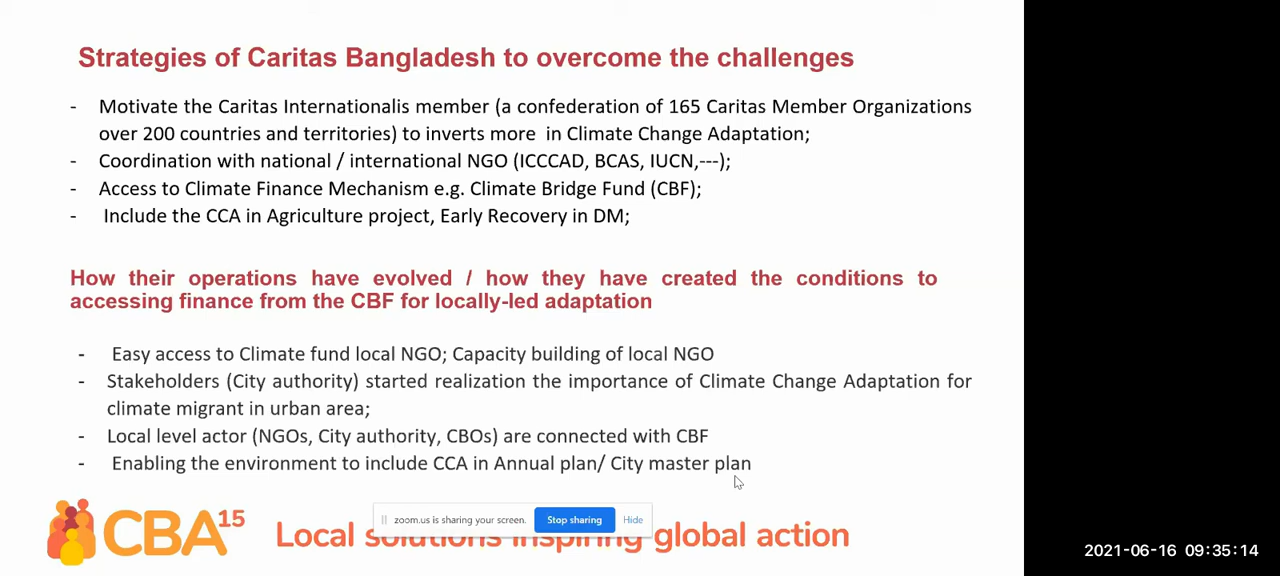 Strategies of Caritas Bangladesh to overcome the challenges
- Motivate the Caritas Internationalis member (a confederation of 165 Caritas Member Organizations
over 200 countries and territories) to inverts more in Climate Change Adaptation;
- Coordination with national / international NGO (ICCCAD, BCAS, IUCN,---);
- Access to Climate Finance Mechanism e.g. Climate Bridge Fund (CBF);
- Include the CCA in Agriculture project, Early Recovery in DM;
How their operations have evolved / how they have created the conditions to
accessing finance from the CBF for locally-led adaptation
- Easy access to Climate fund local NGO; Capacity building of local NGO
- Stakeholders (City authority) started realization the importance of Climate Change Adaptation for
climate migrant in urban area;
- Local level actor (NGOs, City authority, CBOs) are connected with CBF
- Enabling the environment to include CCA in Annual plan/ City master plan
CBA15
Local solutions inspiring global action
zoom.us is sharing your screen. Stop sharing Hide
2021-06-16 09:35:14